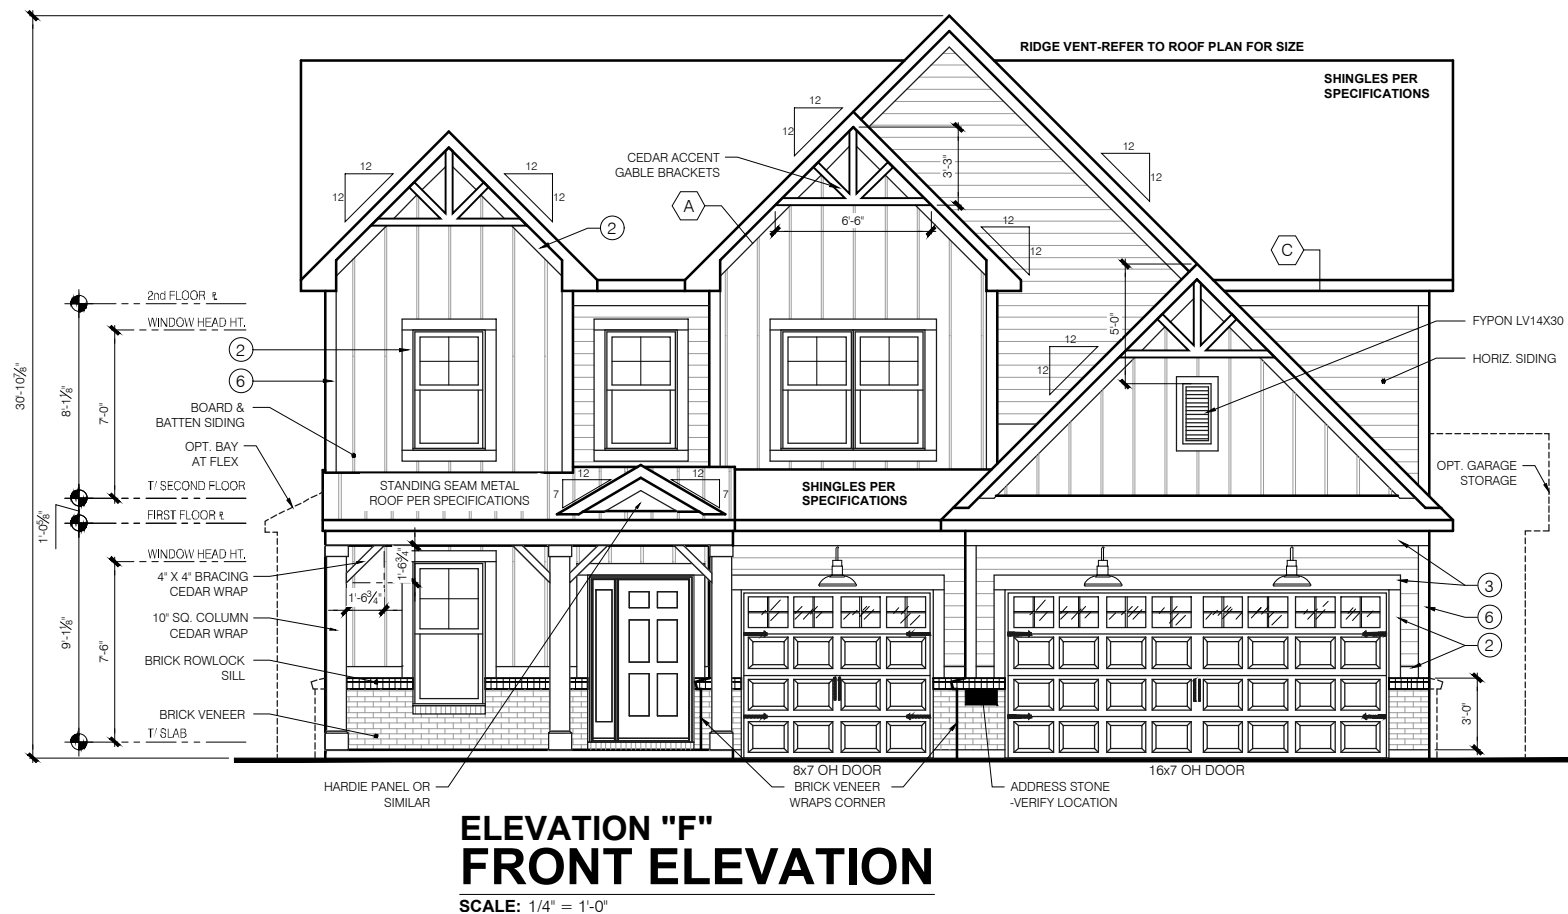 RIDGE VENT-REFER TO ROOF PLAN FOR SIZE
SHINGLES PER
SPECIFICATIONS
12
12
12
12
12
12
12
12
CEDAR ACCENT
GABLE BRACKETS
3'-3"
A
6'-6"
2
12
12
C
2nd FLOOR ℄
WINDOW HEAD HT.
FYPON LV14X30
HORIZ. SIDING
5'-0"
12
12
2
6
30'-10⅞"
8'-1⅛"
7'-0"
BOARD &
BATTEN SIDING
OPT. BAY
AT FLEX
OPT. GARAGE
STORAGE
T/ SECOND FLOOR
STANDING SEAM METAL
ROOF PER SPECIFICATIONS
12
7
12
7
SHINGLES PER
SPECIFICATIONS
1'-0⅝"
FIRST FLOOR ℄
WINDOW HEAD HT.
1'-6¾"
4" X 4" BRACING
CEDAR WRAP
1'-6¾"
3
10" SQ. COLUMN
CEDAR WRAP
6
9'-1⅛"
7'-6"
2
BRICK ROWLOCK
SILL
BRICK VENEER
3'-0"
T/ SLAB
8x7 OH DOOR
16x7 OH DOOR
HARDIE PANEL OR
SIMILAR
BRICK VENEER
WRAPS CORNER
ADDRESS STONE
-VERIFY LOCATION
ELEVATION "F"
FRONT ELEVATION
SCALE: 1/4" = 1'-0"